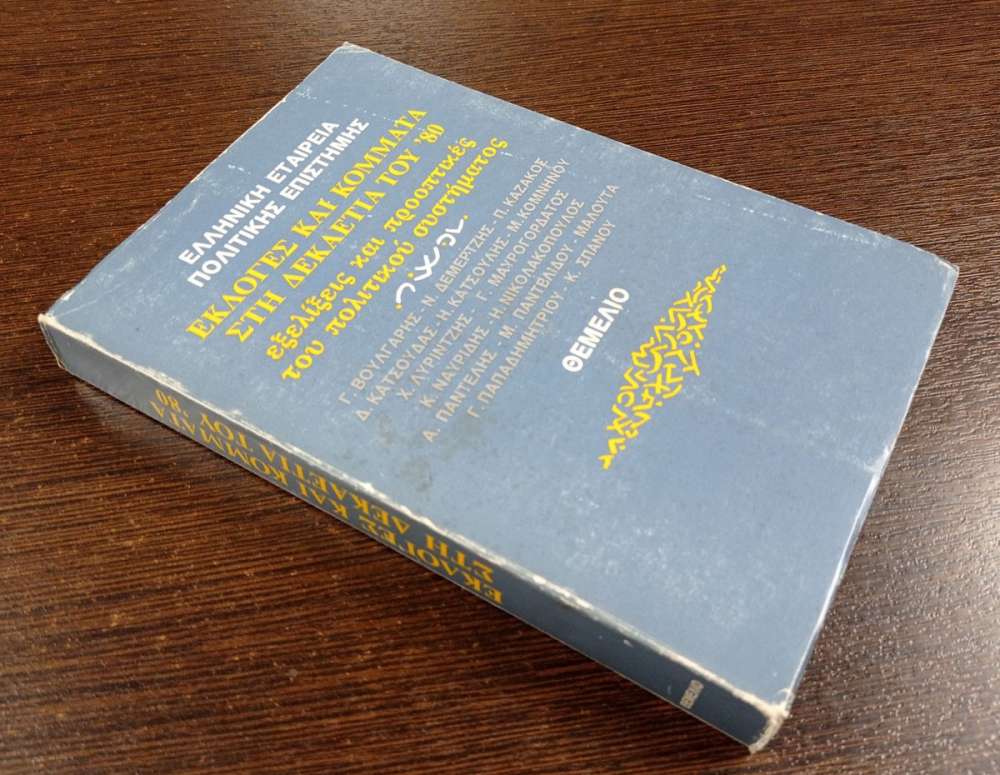 ΕΛΛΗΝΙΚΗ ΕΤΑΙΡΕΙΑ
ΠΟΛΙΤΙΚΗΣ ΕΠΙΣΤΗΜΗΣ
ΕΚΛΟΓΕΣ ΚΑΙ ΚΟΜΜΑΤΑ
ΣΤΗ ΔΕΚΑΕΤΙΑ ΤΟΥ '80
εξελίξεις και προοπτικές
του πολιτικού συστήματος
Γ. ΒΟΥΛΓΑΡΗΣ - Ν. ΔΕΜΕΡΤΖΗΣ - Π. ΚΑΖΑΚΟΣ
Δ. ΚΑΤΣΟΥΔΑΣ - Η. ΚΑΤΣΟΥΛΗΣ - Μ. ΚΟΜΝΗΝΟΥ
Χ. ΛΥΡΙΝΤΖΗΣ - Γ. ΜΑΥΡΟΓΟΡΔΑΤΟΣ
Κ. ΝΑΥΡΙΔΗΣ - Η. ΝΙΚΟΛΑΚΟΠΟΥΛΟΣ
Α. ΠΑΝΤΕΛΗΣ - Μ. ΠΑΝΤΕΛΙΔΟΥ - ΜΑΛΟΥΤΑ
Γ. ΠΑΠΑΔΗΜΗΤΡΙΟΥ - Κ. ΣΠΑΝΟΥ
ΘΕΜΕΛΙΟ
ΕΚΛΟΓΕΣ ΚΑΙ ΚΟΜΜΑΤΑ
ΣΤΗ ΔΕΚΑΕΤΙΑ ΤΟΥ '80
ΘΕΜΕΛΙΟ